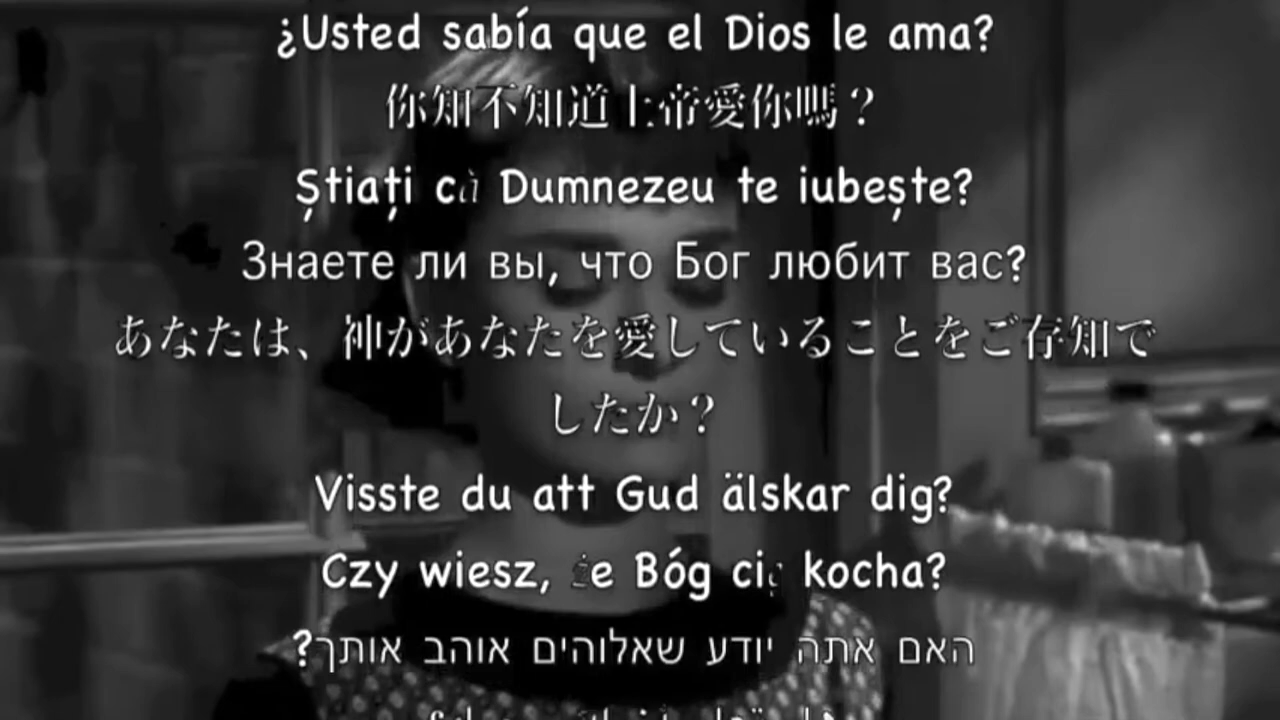 ¿Usted sabía que el Dios le ama?
你知不知道上帝愛你嗎？
Știați că Dumnezeu te iubește?
Знаете ли вы, что Бог любит вас?
あなたは、神があなたを愛していることをご存知で
したか？
Visste du att Gud älskar dig?
Czy wiesz, że Bóg cię kocha?
האם אתה יודע שאלוהים אוהב אותך?